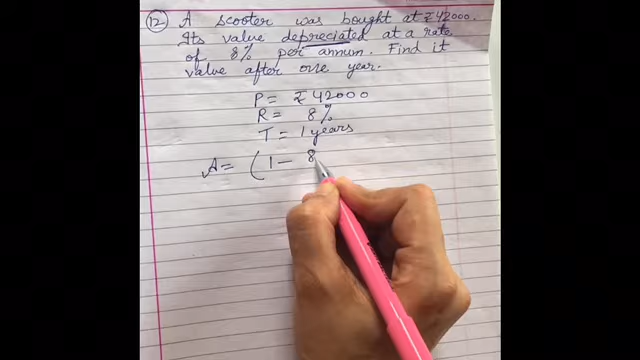 12 A scooter was bought at ₹42000.
Its value depreciated at a rate
of 8% per annum. Find it
value after one year.
P = ₹42000
R = 8%
T = 1 years
A = ( 1 - 8